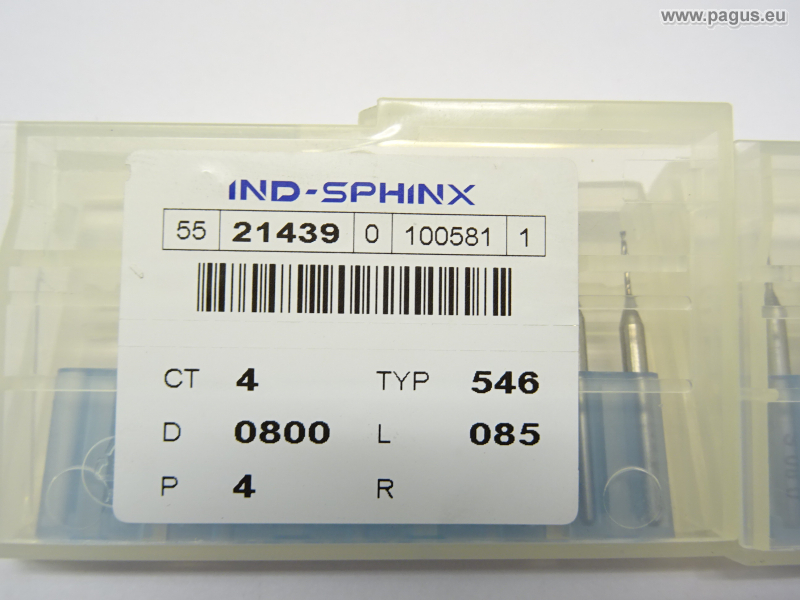 www.pagus.eu
IND-SPHINX
55 21439 0 100581 1
CT 4 TYP 546
D 0800 L 085
P 4 R